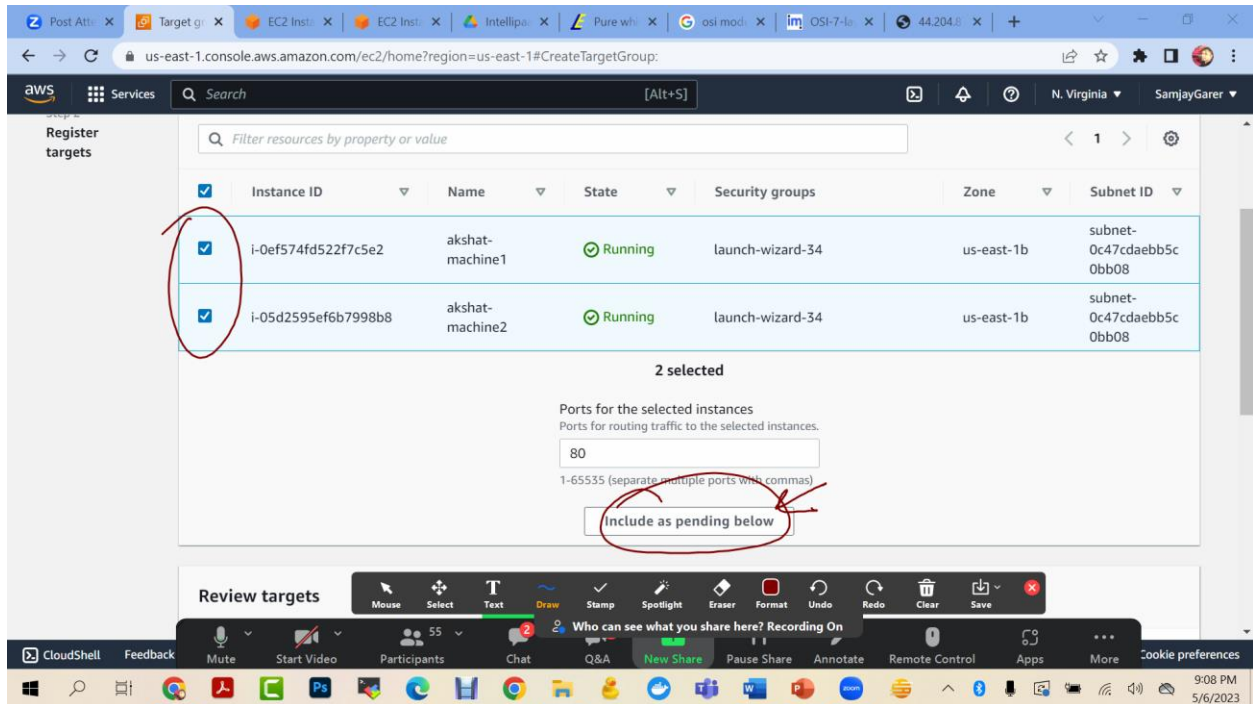 Post Atte
Target gr
EC2 Insta
EC2 Insta
Intellipa
Pure whi
osi mode
OSI-7-la
44.204.8
us-east-1.console.aws.amazon.com/ec2/home?region=us-east-1#CreateTargetGroup:
aws Services Search [Alt+S] N. Virginia SamjayGarer
Register
targets
Filter resources by property or value
1
Instance ID Name State Security groups Zone Subnet ID
i-0ef574fd522f7c5e2 akshat-machine1 Running launch-wizard-34 us-east-1b subnet-0c47cdaebb5c0bb08
i-05d2595ef6b7998b8 akshat-machine2 Running launch-wizard-34 us-east-1b subnet-0c47cdaebb5c0bb08
2 selected
Ports for the selected instances
Ports for routing traffic to the selected instances.
80
1-65535 (separate multiple ports with commas)
Include as pending below
Review targets
Mouse Select Text Draw Stamp Spotlight Eraser Format Undo Redo Clear Save
2 Who can see what you share here? Recording On
55
Mute Start Video Participants Chat Q&A New Share Pause Share Annotate Remote Control Apps More
CloudShell Feedback Cookie preferences
Ps
zoom
9:08 PM
5/6/2023